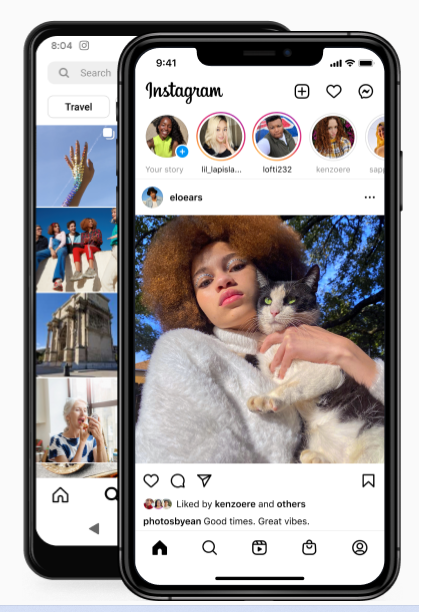 8:04
Search
Travel
9:41
Instagram
Your story
lil_lapisla...
lofti232
kenzoere
sapp
eloears
Liked by kenzoere and others
photosbyean Good times. Great vibes.